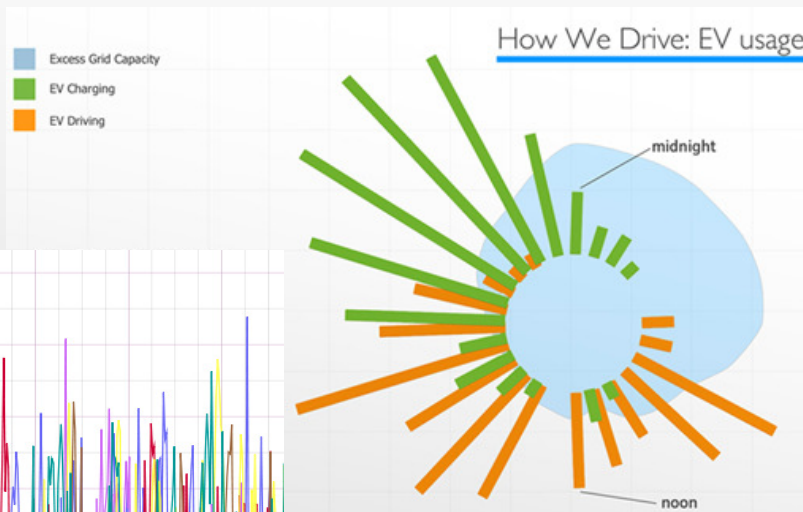 How We Drive: EV usage
Excess Grid Capacity
EV Charging
EV Driving
midnight
noon